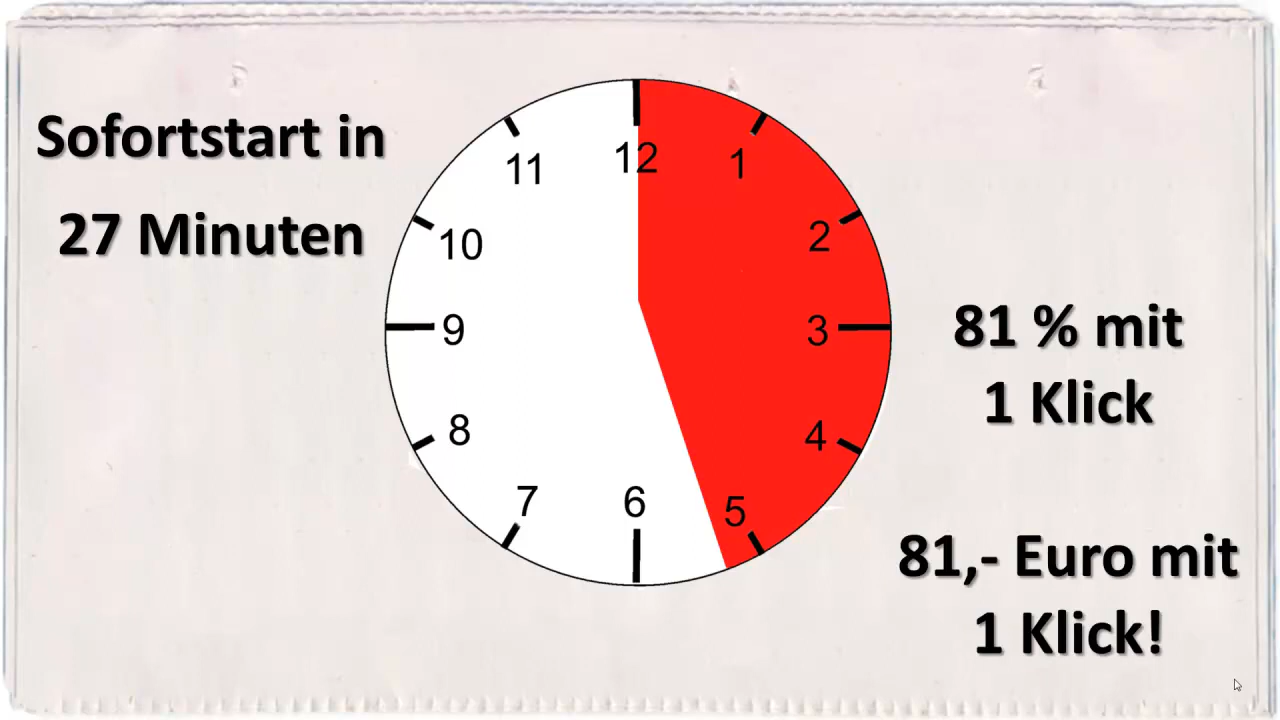 Sofortstart in
27 Minuten
12
1
2
3
4
5
6
7
8
9
10
11
81 % mit
1 Klick
81,- Euro mit
1 Klick!